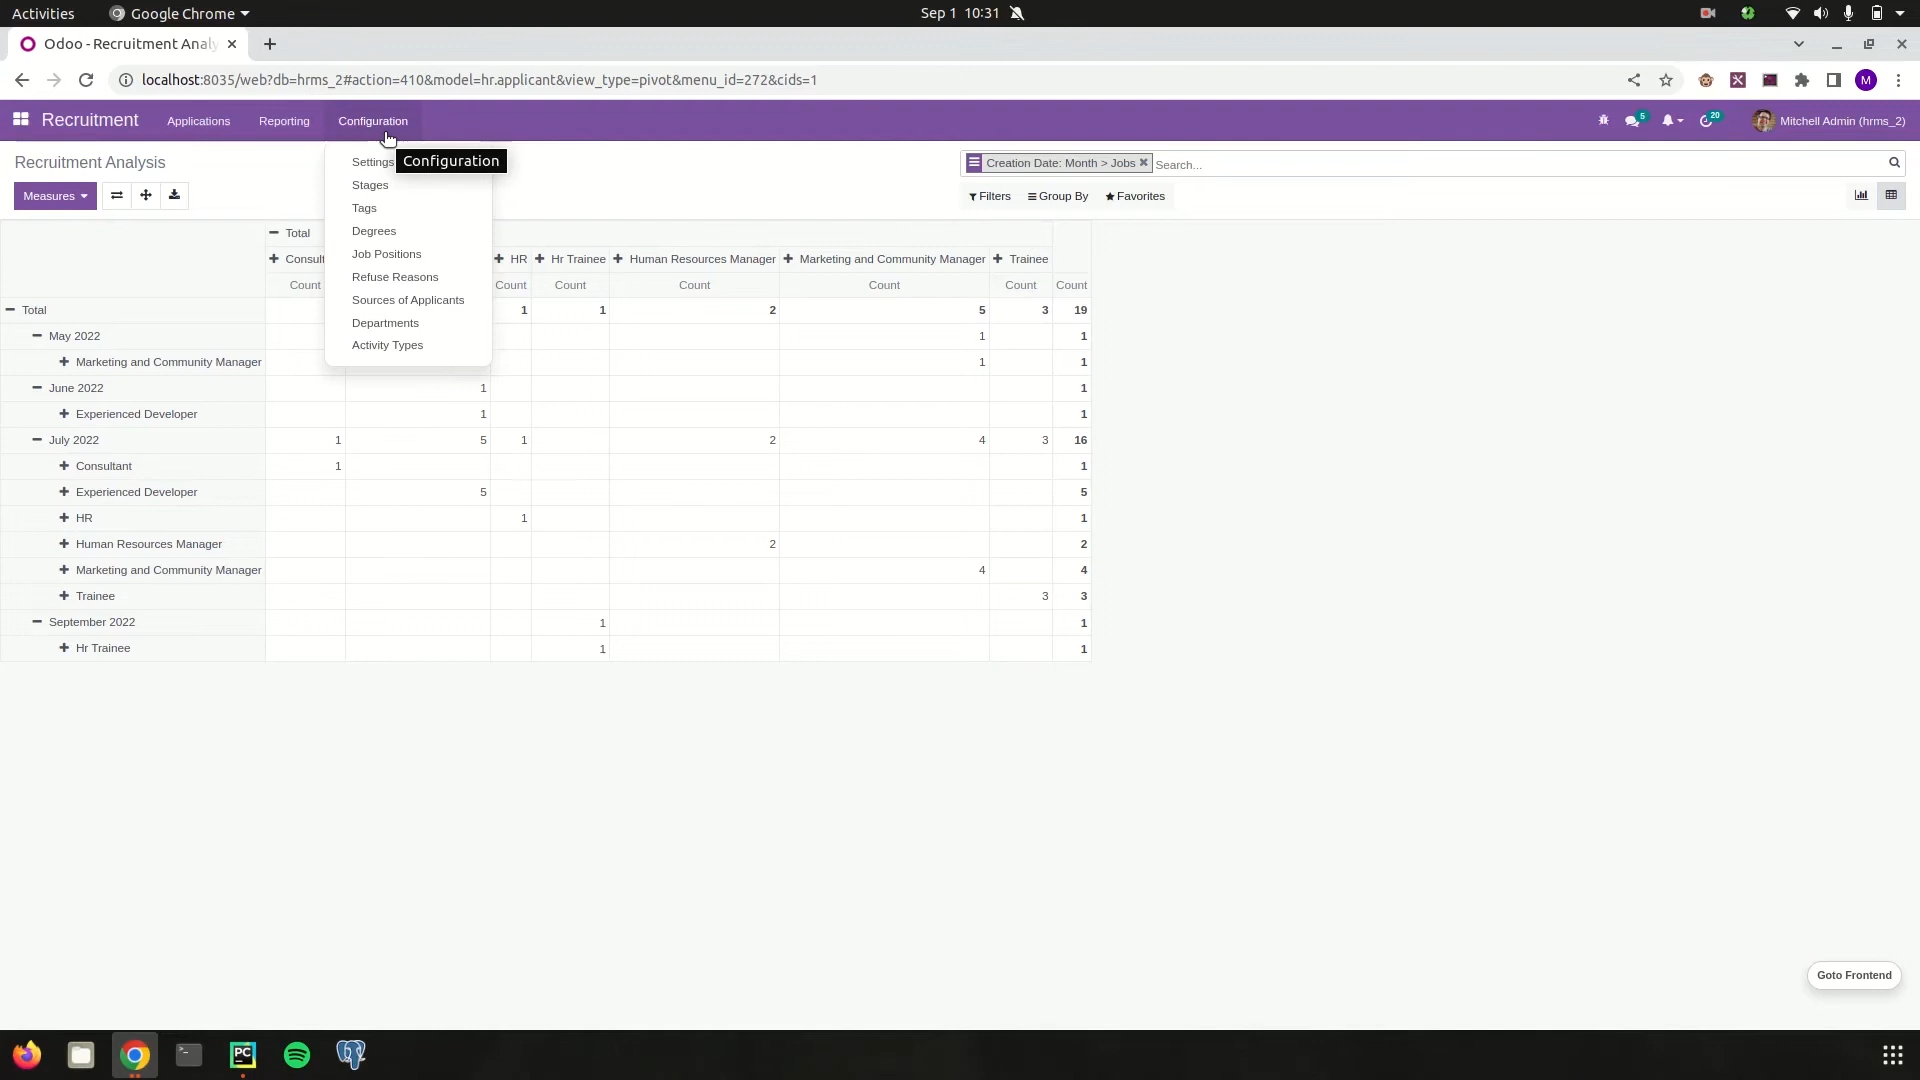 Activities
Google Chrome
Sep 1 10:31
Odoo - Recruitment Analy
localhost:8035/web?db=hrms_2#action=410&model=hr.applicant&view_type=pivot&menu_id=272&cids=1
M
Recruitment Applications Reporting Configuration
5
20
Mitchell Admin (hrms_2)
Recruitment Analysis
Creation Date: Month > Jobs
Search...
Measures
Filters Group By Favorites
Settings
Configuration
Stages
Tags
Degrees
Job Positions
Refuse Reasons
Sources of Applicants
Departments
Activity Types
Total
Consult HR Hr Trainee Human Resources Manager Marketing and Community Manager Trainee
Count Count Count Count Count Count Count
Total 1 1 2 5 3 19
May 2022 1 1
Marketing and Community Manager 1 1
June 2022 1 1
Experienced Developer 1 1
July 2022 1 5 1 2 4 3 16
Consultant 1 1
Experienced Developer 5 5
HR 1 1
Human Resources Manager 2 2
Marketing and Community Manager 4 4
Trainee 3 3
September 2022 1 1
Hr Trainee 1 1
Goto Frontend
PC